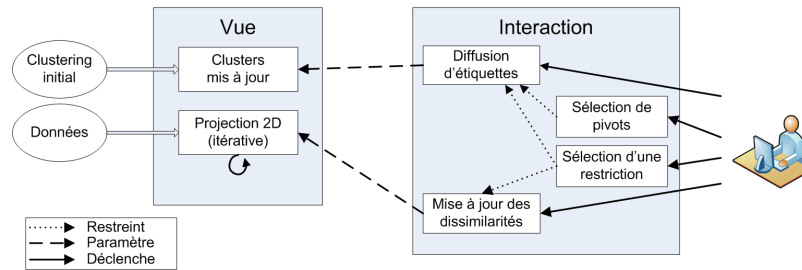 Vue
Interaction
Clustering
initial
Clusters
mis à jour
Diffusion
d'étiquettes
Données
Projection 2D
(itérative)
Sélection de
pivots
Sélection d'une
restriction
Mise à jour des
dissimilarités
Restreint
Paramètre
Déclenche